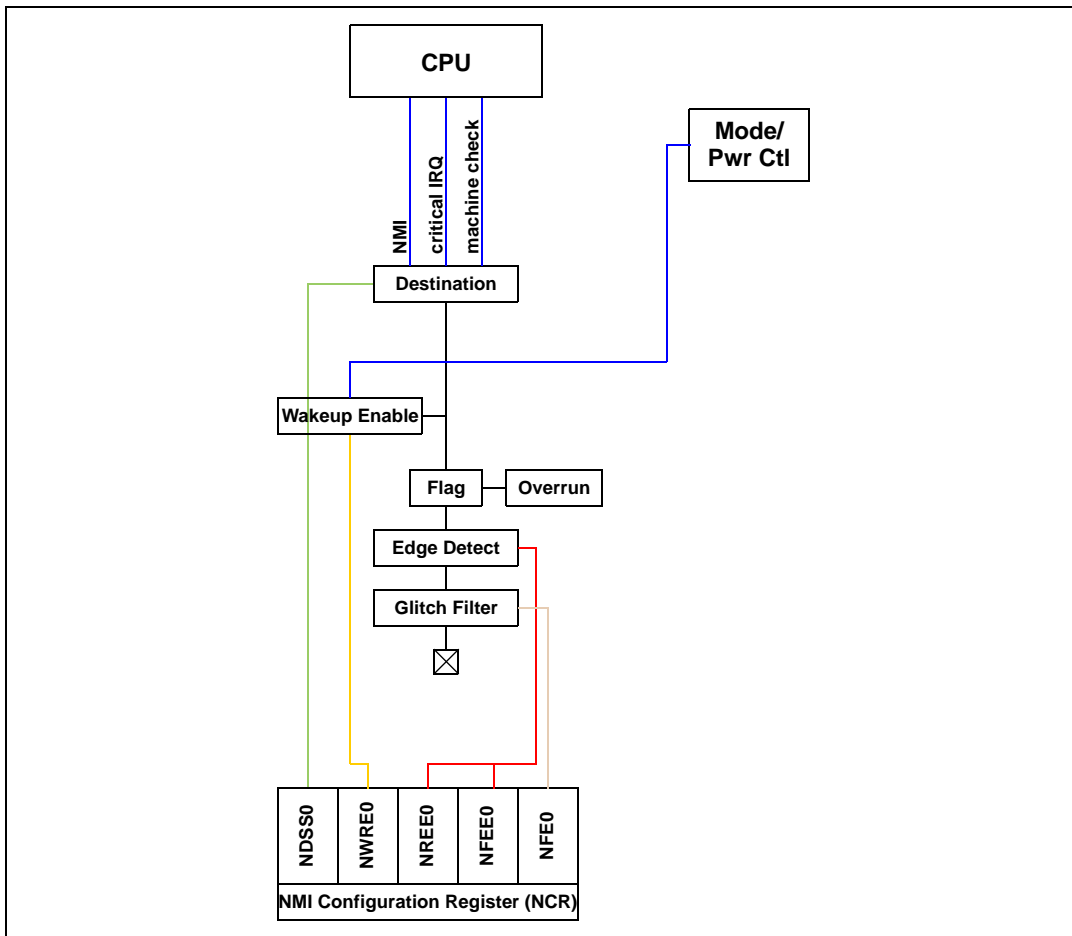 CPU
Mode/
Pwr Ctl
NMI
critical IRQ
machine check
Destination
Wakeup Enable
Flag
Overrun
Edge Detect
Glitch Filter
NDSS0
NWRE0
NREE0
NFEE0
NFE0
NMI Configuration Register (NCR)